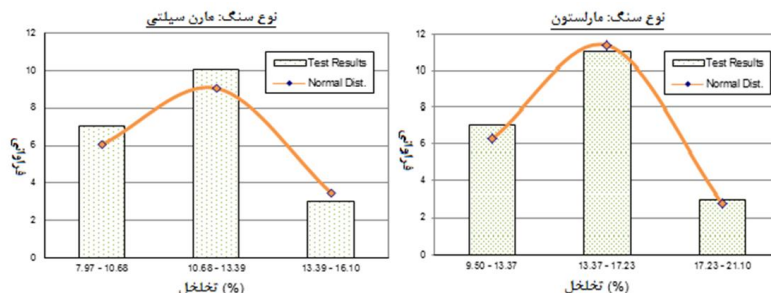 نوع سنگ: مارن سیلتی
12
10
8
6
4
2
0
فراوانی
Test Results
Normal Dist.
7.97 - 10.68
10.68 - 13.39
13.39 - 16.10
تخلخل (%)
نوع سنگ: مارلستون
12
10
8
6
4
2
0
فراوانی
Test Results
Normal Dist.
9.50 - 13.37
13.37 - 17.23
17.23 - 21.10
تخلخل (%)